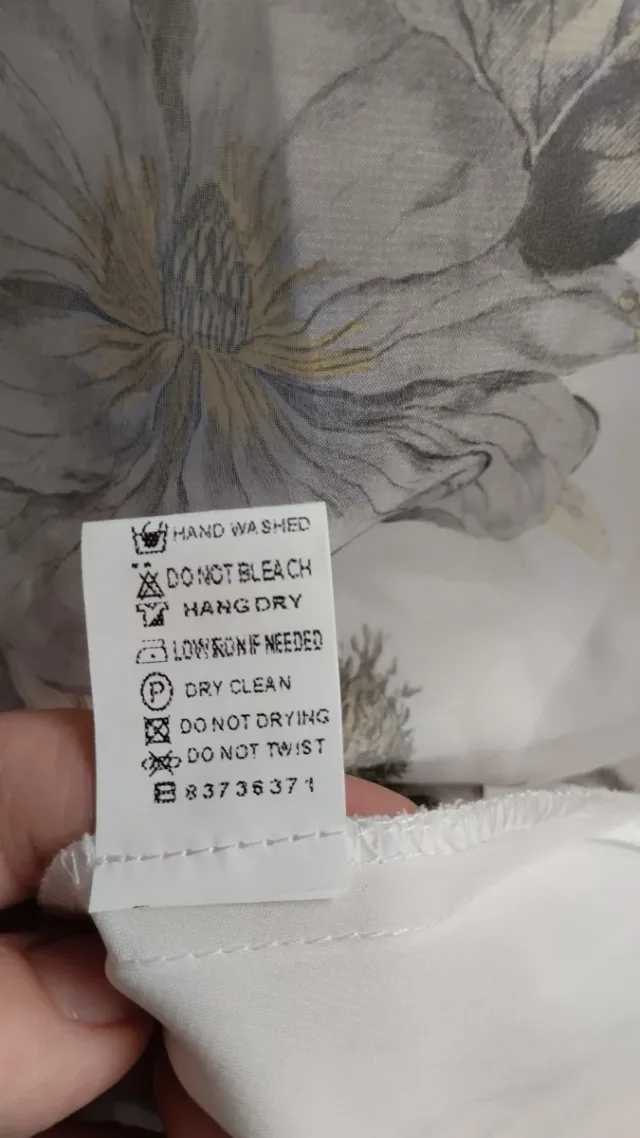 HAND WASHED
DO NOT BLEACH
HANG DRY
LOW IRON IF NEEDED
P DRY CLEAN
DO NOT DRYING
DO NOT TWIST
83736371